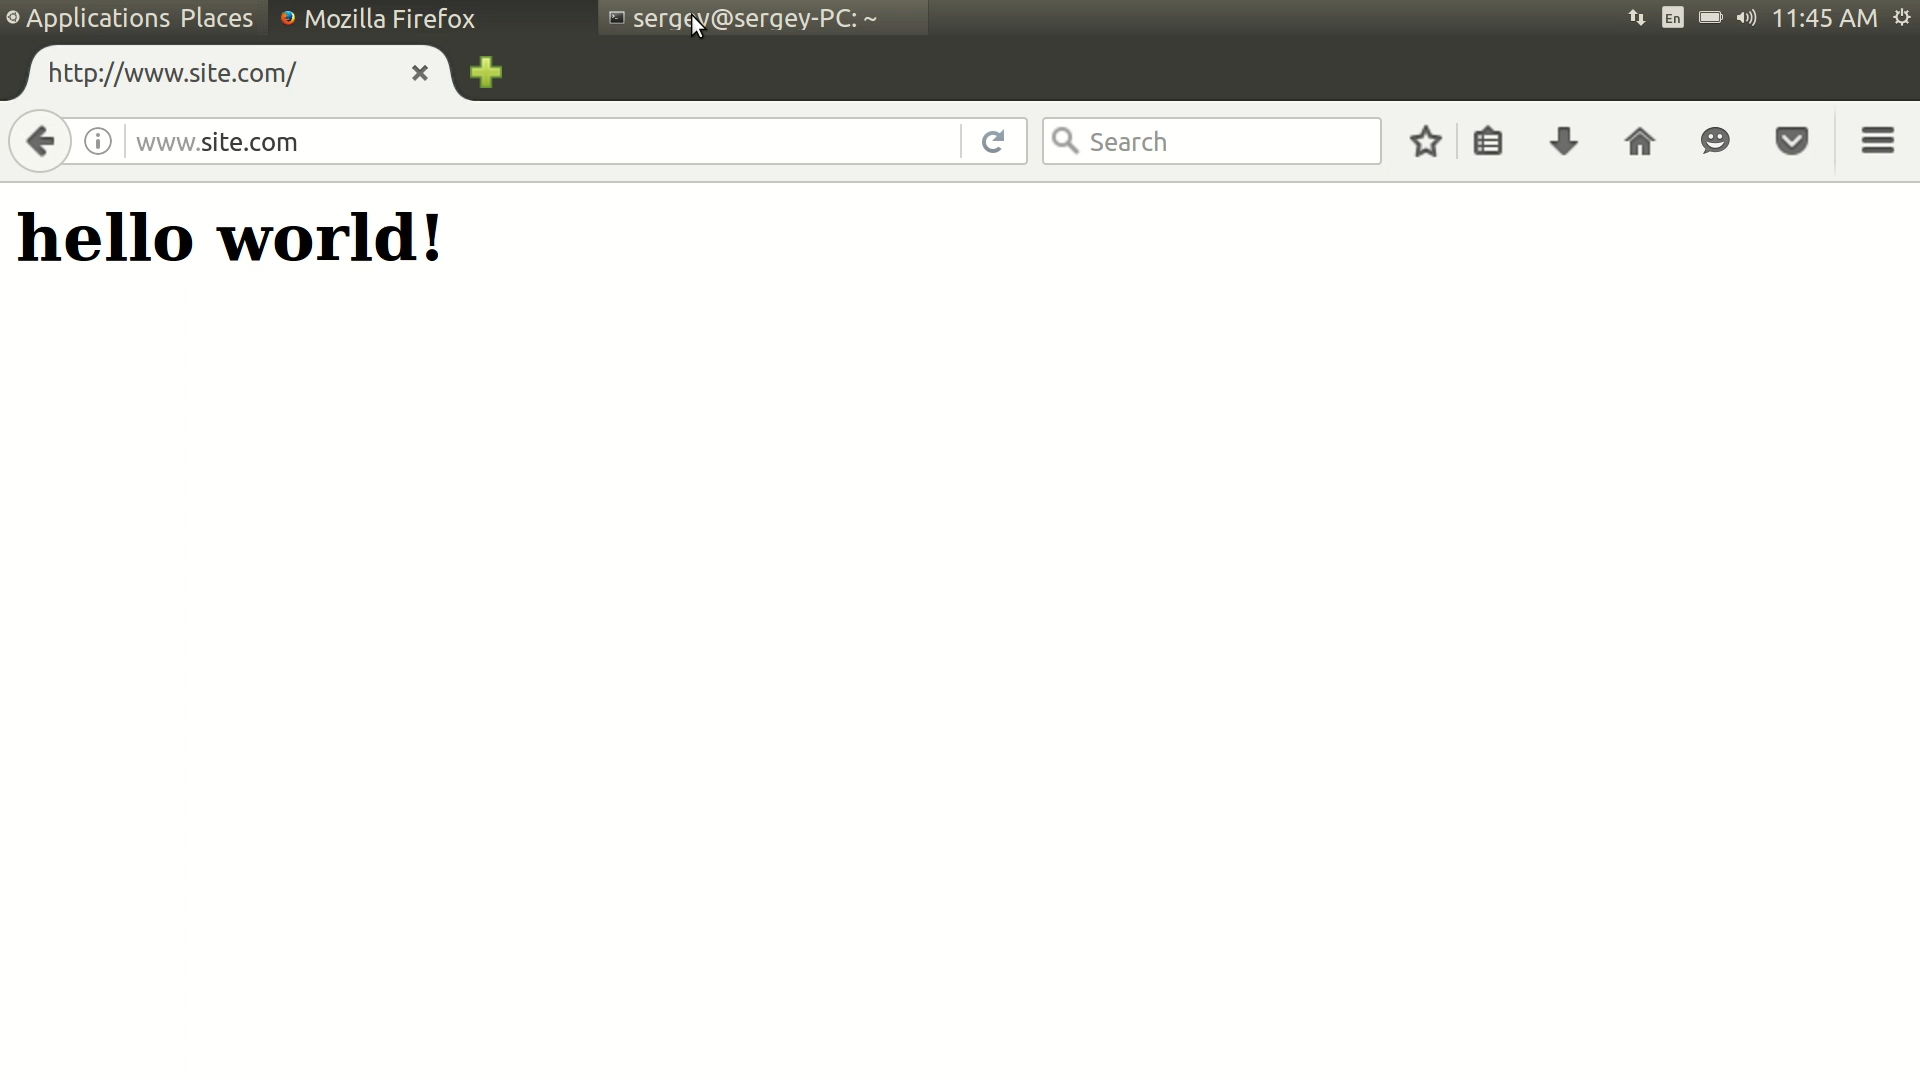 Applications Places Mozilla Firefox sergey@sergey-PC: ~ En 11:45 AM
http://www.site.com/
www.site.com Search
hello world!